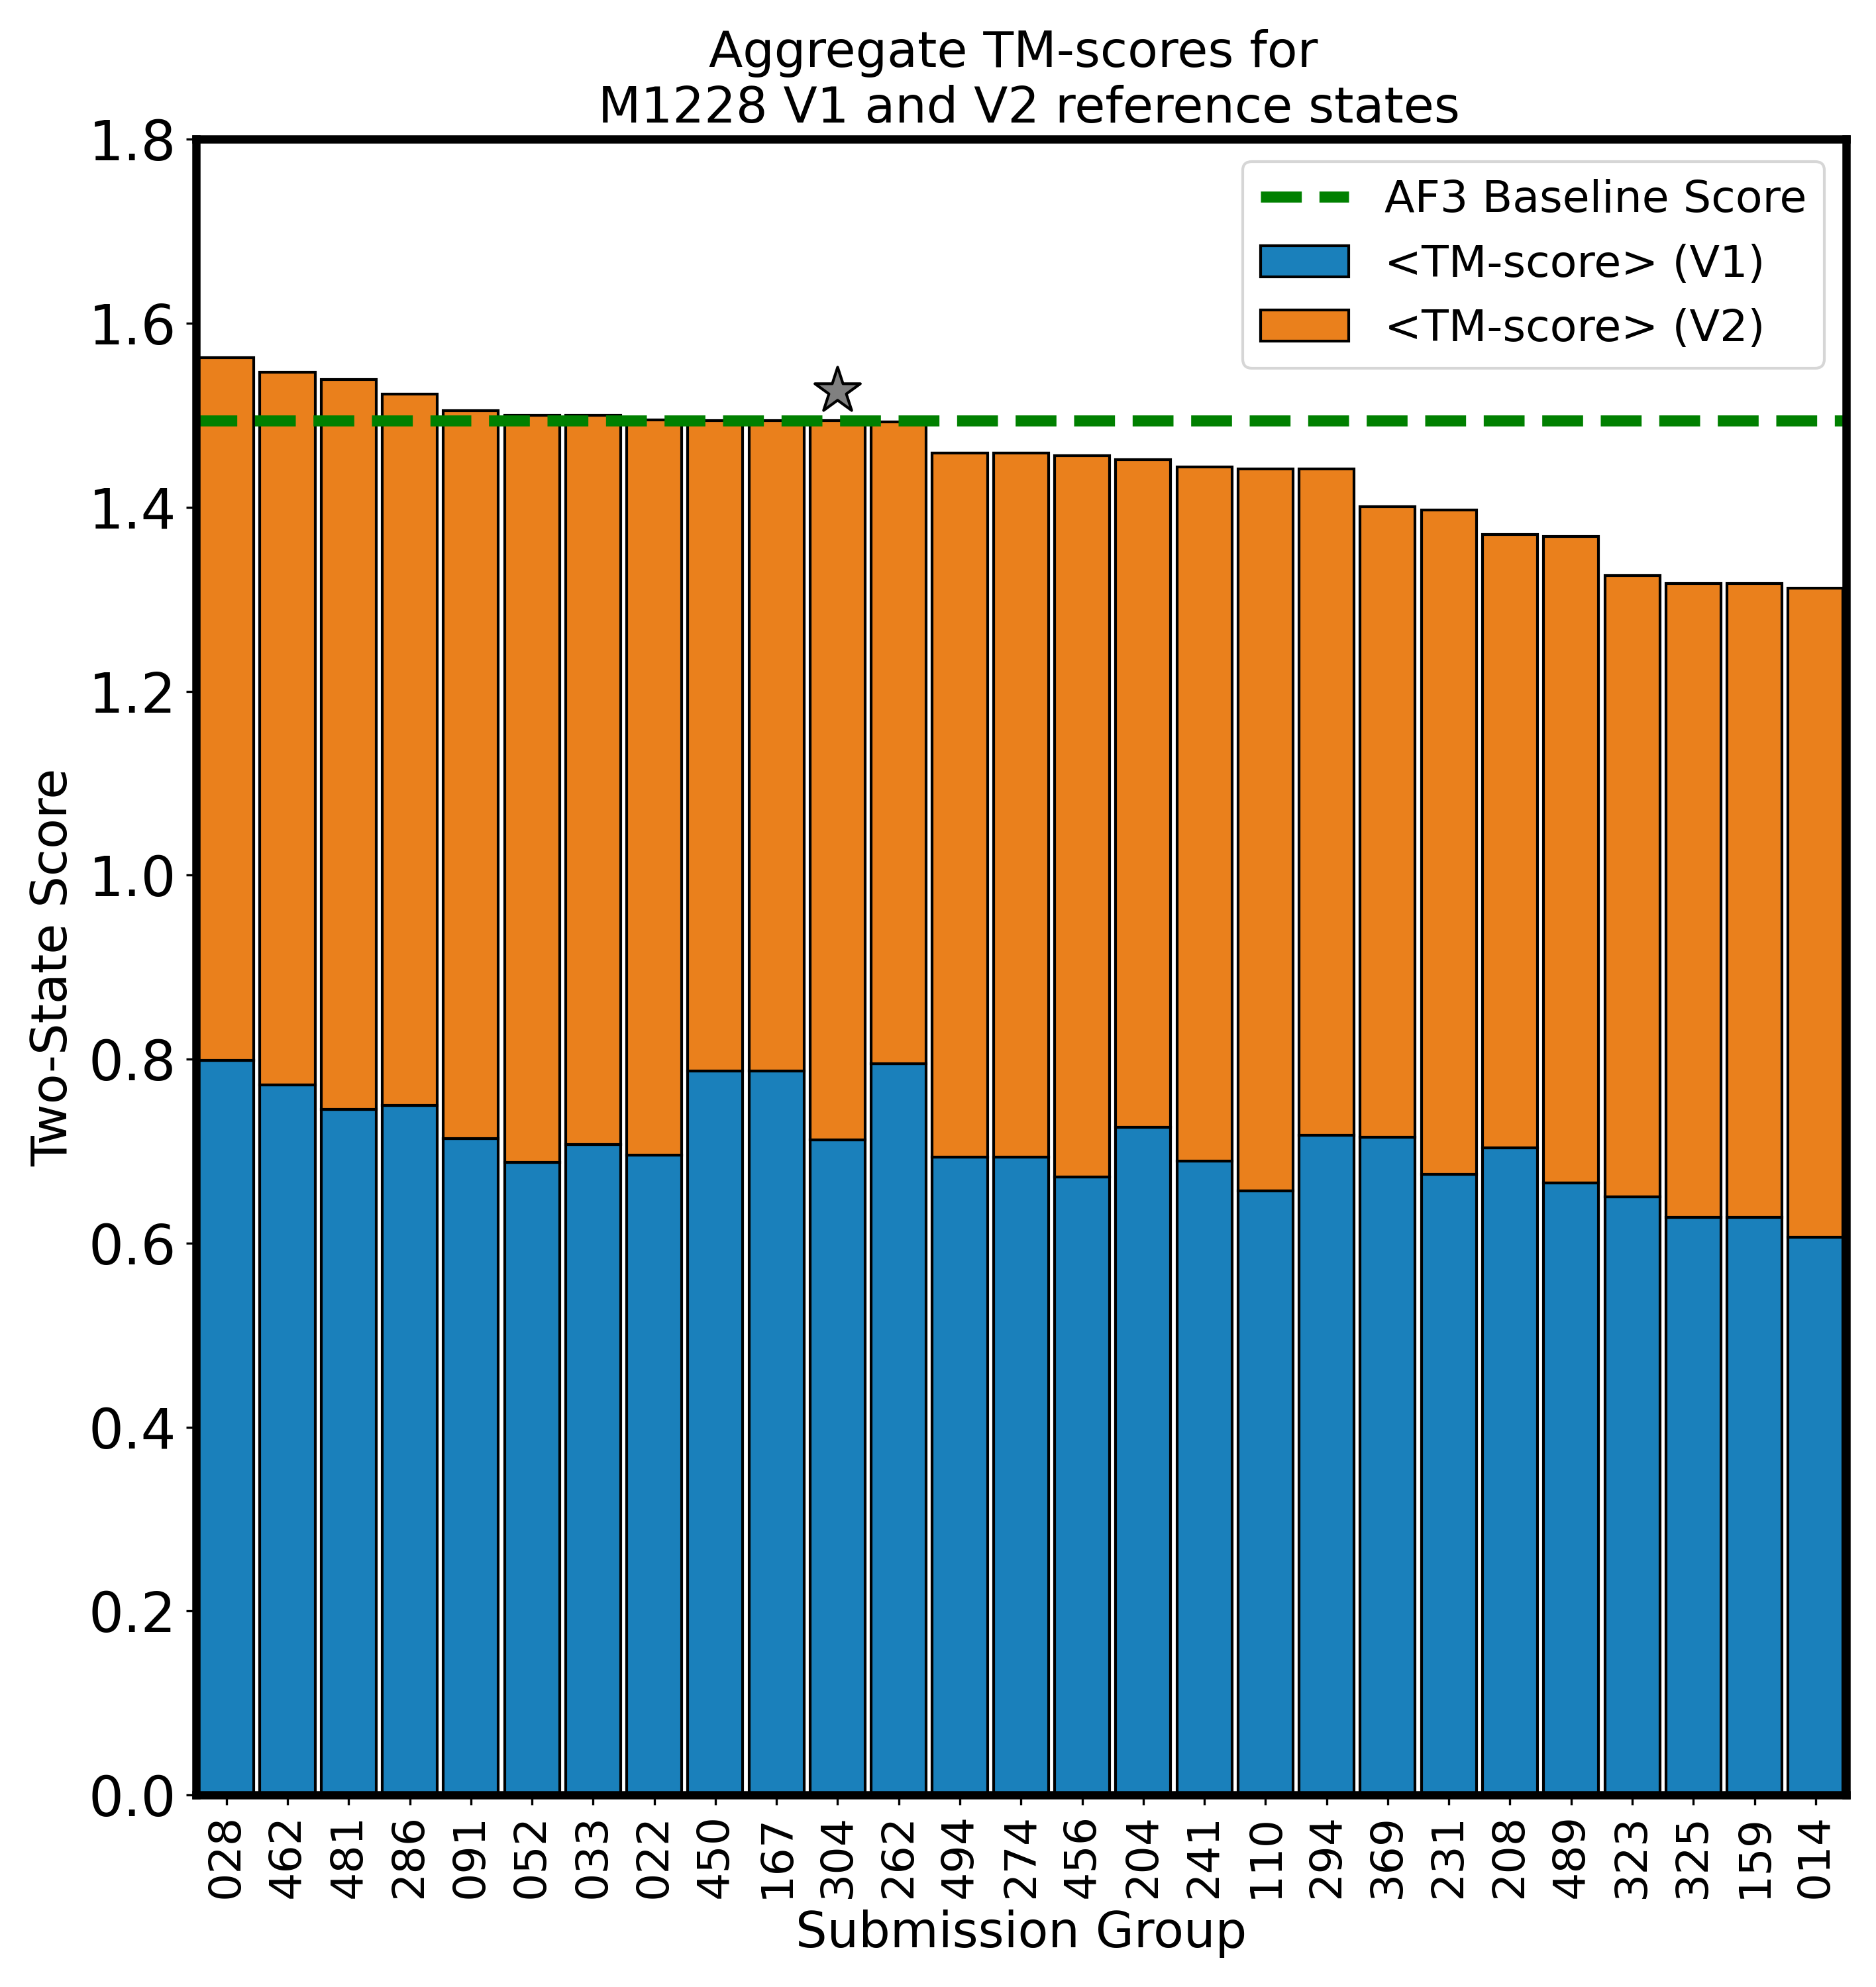 Aggregate TM-scores for
M1228 V1 and V2 reference states
AF3 Baseline Score
<TM-score> (V1)
<TM-score> (V2)
Two-State Score
1.8
1.6
1.4
1.2
1.0
0.8
0.6
0.4
0.2
0.0
028 462 481 286 091 052 033 022 450 167 304 262 494 274 456 204 241 110 294 369 231 208 489 323 325 159 014
Submission Group